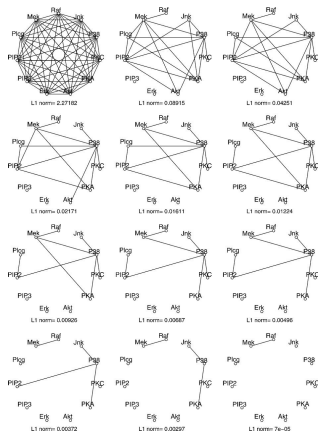 Raf
Mek Jnk
Plcg P38
PIP2 PKC
PIP3 PKA
Erk Akt
L1 norm= 2.27182
Raf
Mek Jnk
Plcg P38
PIP2 PKC
PIP3 PKA
Erk Akt
L1 norm= 0.08915
Raf
Mek Jnk
Plcg P38
PIP2 PKC
PIP3 PKA
Erk Akt
L1 norm= 0.04251
Raf
Mek Jnk
Plcg P38
PIP2 PKC
PIP3 PKA
Erk Akt
L1 norm= 0.02171
Raf
Mek Jnk
Plcg P38
PIP2 PKC
PIP3 PKA
Erk Akt
L1 norm= 0.01611
Raf
Mek Jnk
Plcg P38
PIP2 PKC
PIP3 PKA
Erk Akt
L1 norm= 0.01224
Raf
Mek Jnk
Plcg P38
PIP2 PKC
PIP3 PKA
Erk Akt
L1 norm= 0.00926
Raf
Mek Jnk
Plcg P38
PIP2 PKC
PIP3 PKA
Erk Akt
L1 norm= 0.00687
Raf
Mek Jnk
Plcg P38
PIP2 PKC
PIP3 PKA
Erk Akt
L1 norm= 0.00496
Raf
Mek Jnk
Plcg P38
PIP2 PKC
PIP3 PKA
Erk Akt
L1 norm= 0.00372
Raf
Mek Jnk
Plcg P38
PIP2 PKC
PIP3 PKA
Erk Akt
L1 norm= 0.00297
Raf
Mek Jnk
Plcg P38
PIP2 PKC
PIP3 PKA
Erk Akt
L1 norm= 7e−05